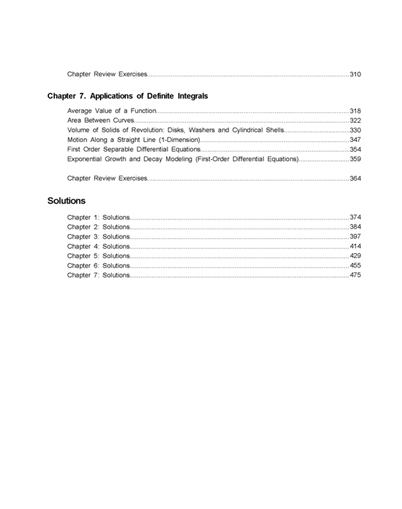 Chapter Review Exercises 310
Chapter 7. Applications of Definite Integrals
Average Value of a Function 318
Area Between Curves 322
Volume of Solids of Revolution: Disks, Washers and Cylindrical Shells 330
Motion Along a Straight Line (1-Dimension) 347
First Order Separable Differential Equations 354
Exponential Growth and Decay Modeling (First-Order Differential Equations) 359
Chapter Review Exercises 364
Solutions
Chapter 1: Solutions 374
Chapter 2: Solutions 384
Chapter 3: Solutions 397
Chapter 4: Solutions 414
Chapter 5: Solutions 429
Chapter 6: Solutions 455
Chapter 7: Solutions 475